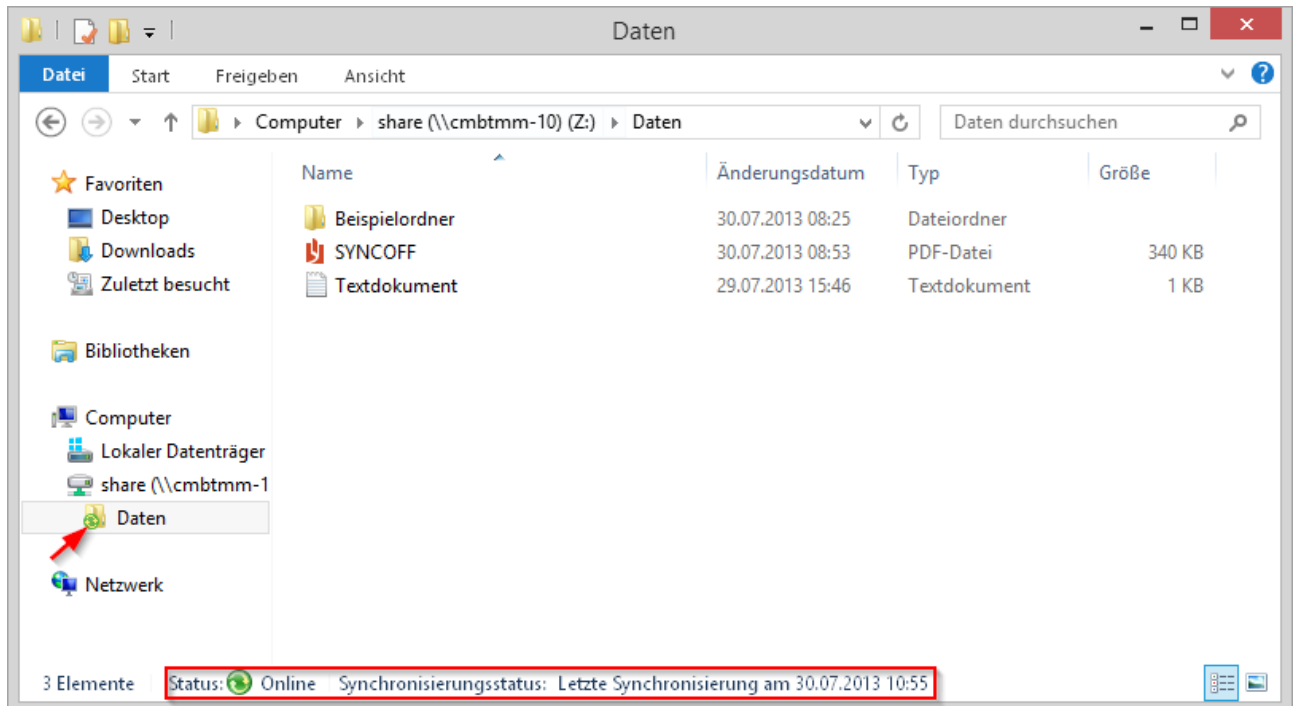 Daten
Datei Start Freigeben Ansicht
Computer share (\\cmbtmm-10) (Z:) Daten Daten durchsuchen
Name Änderungsdatum Typ Größe
Favoriten
Desktop Beispielordner 30.07.2013 08:25 Dateiordner
Downloads SYNCOFF 30.07.2013 08:53 PDF-Datei 340 KB
Zuletzt besucht Textdokument 29.07.2013 15:46 Textdokument 1 KB
Bibliotheken
Computer
Lokaler Datenträger
share (\\cmbtmm-1
Daten
Netzwerk
3 Elemente Status: Online Synchronisierungsstatus: Letzte Synchronisierung am 30.07.2013 10:55